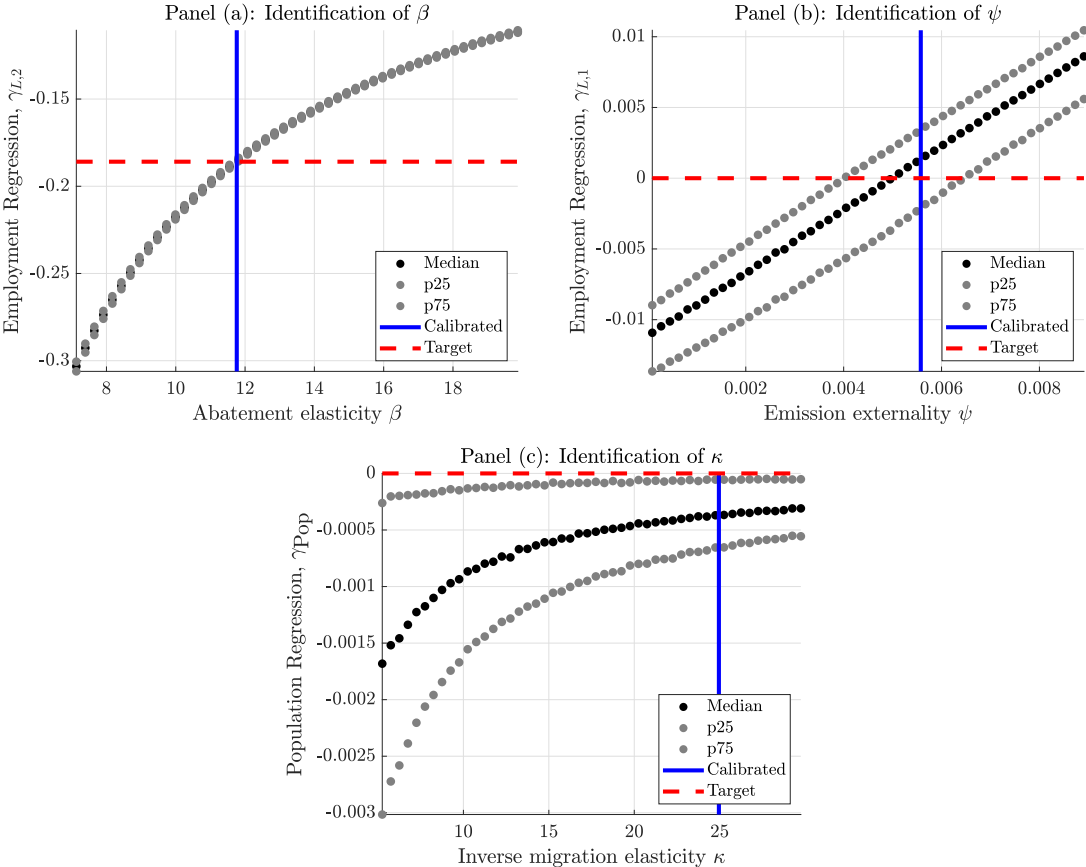 Panel (a): Identification of β
Employment Regression, γL,2
-0.15
-0.2
-0.25
-0.3
8 10 12 14 16 18
Abatement elasticity β
Median
p25
p75
Calibrated
Target
Panel (b): Identification of ψ
Employment Regression, γL,1
0.01
0.005
0
-0.005
-0.01
0.002 0.004 0.006 0.008
Emission externality ψ
Median
p25
p75
Calibrated
Target
Panel (c): Identification of κ
Population Regression, γPop
0
-0.0005
-0.001
-0.0015
-0.002
-0.0025
-0.003
10 15 20 25
Inverse migration elasticity κ
Median
p25
p75
Calibrated
Target